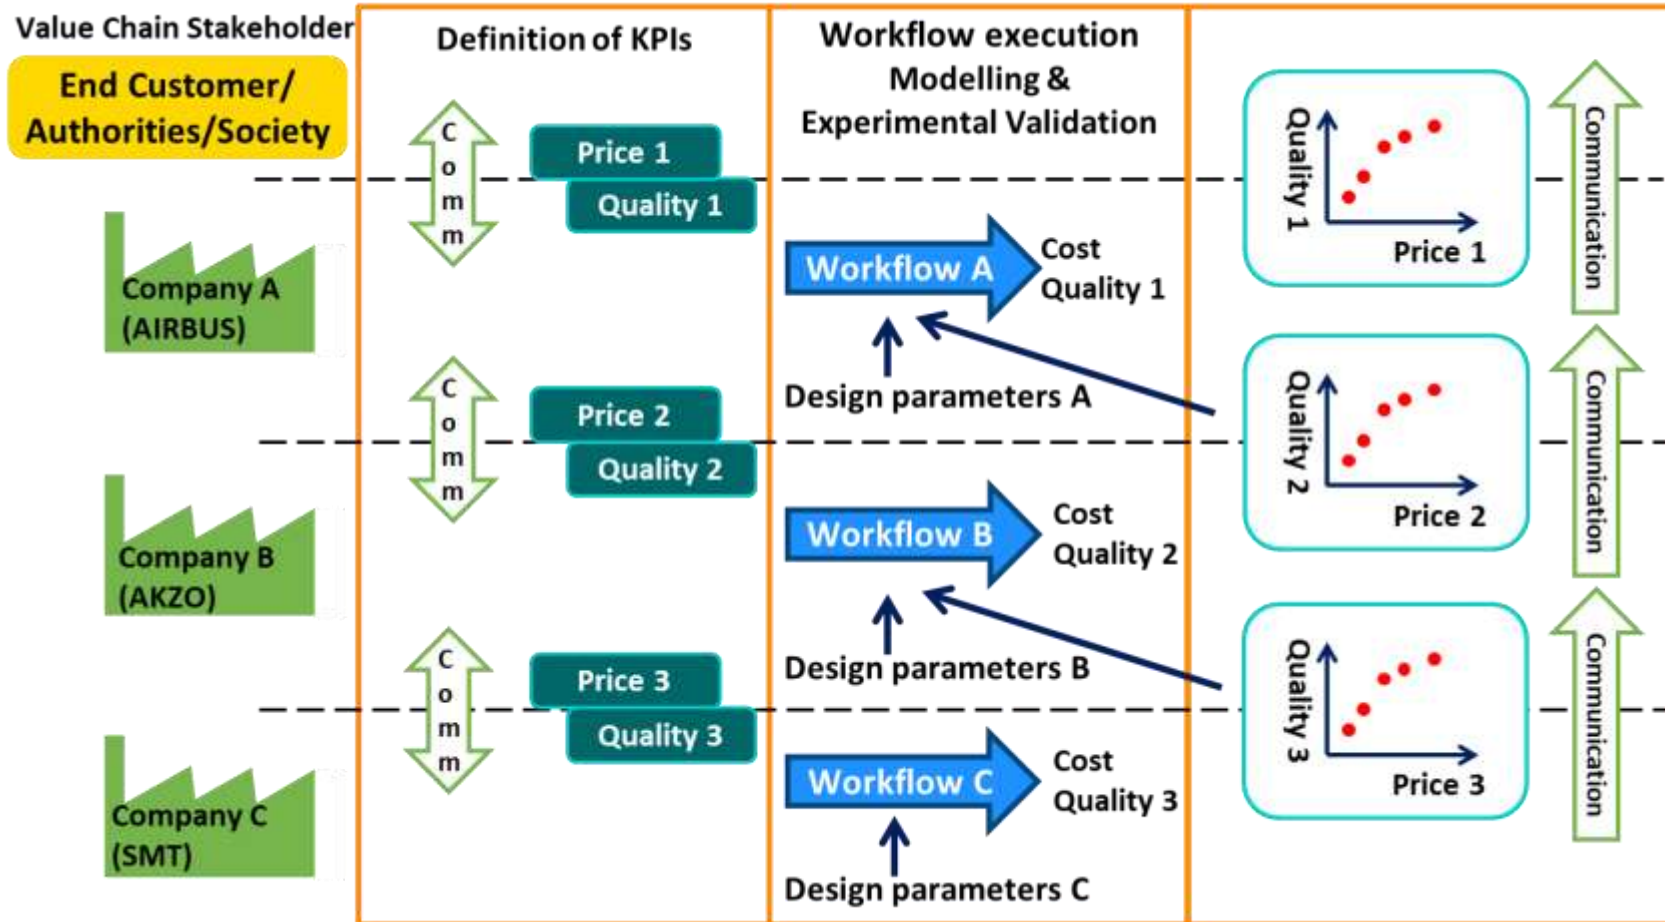 Value Chain Stakeholder
End Customer/
Authorities/Society
Company A
(AIRBUS)
Company B
(AKZO)
Company C
(SMT)
Definition of KPIs
Comm
Price 1
Quality 1
Comm
Price 2
Quality 2
Comm
Price 3
Quality 3
Workflow execution
Modelling &
Experimental Validation
Workflow A
Cost
Quality 1
Design parameters A
Workflow B
Cost
Quality 2
Design parameters B
Workflow C
Cost
Quality 3
Design parameters C
Quality 1
Price 1
Communication
Quality 2
Price 2
Communication
Quality 3
Price 3
Communication